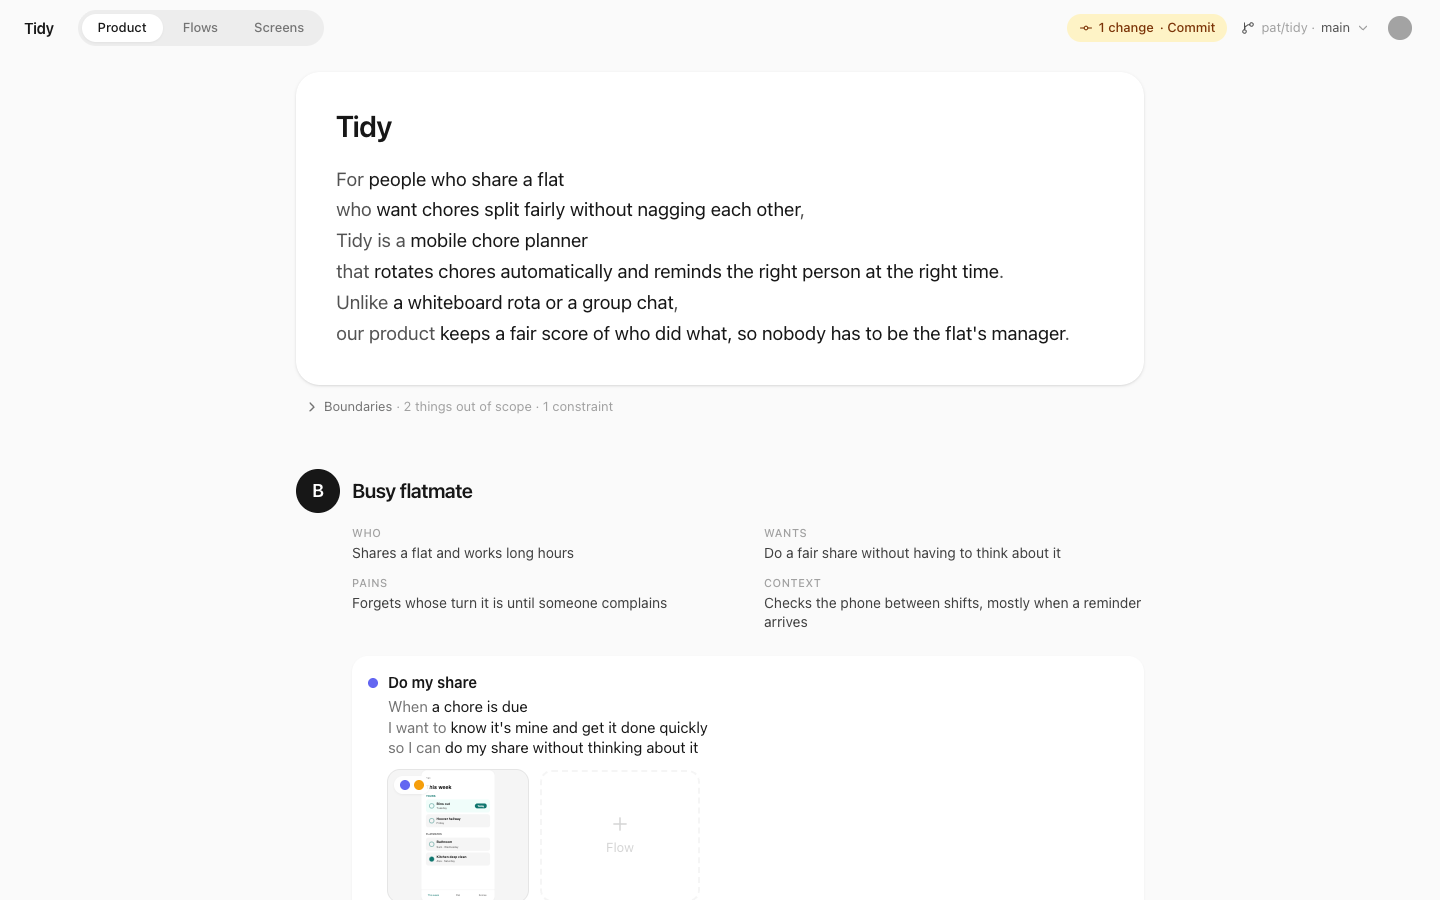 Tidy
Product
Flows
Screens
1 change · Commit
pat/tidy · main
Tidy
For people who share a flat
who want chores split fairly without nagging each other,
Tidy is a mobile chore planner
that rotates chores automatically and reminds the right person at the right time.
Unlike a whiteboard rota or a group chat,
our product keeps a fair score of who did what, so nobody has to be the flat's manager.
Boundaries · 2 things out of scope · 1 constraint
B
Busy flatmate
WHO
Shares a flat and works long hours
WANTS
Do a fair share without having to think about it
PAINS
Forgets whose turn it is until someone complains
CONTEXT
Checks the phone between shifts, mostly when a reminder
arrives
Do my share
When a chore is due
I want to know it's mine and get it done quickly
so I can do my share without thinking about it
week
Kitchen deep clean
Flow